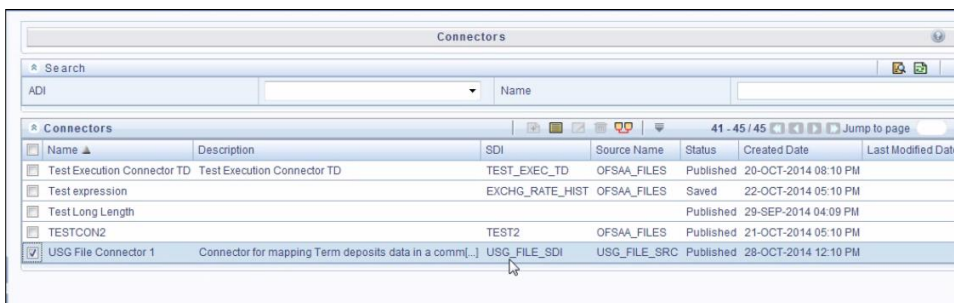 Connectors
Search
ADI Name
Connectors 41 - 45 / 45 Jump to page
Name Description SDI Source Name Status Created Date Last Modified Dat
Test Execution Connector TD Test Execution Connector TD TEST_EXEC_TD OFSAA_FILES Published 20-OCT-2014 08:10 PM
Test expression EXCHG_RATE_HIST OFSAA_FILES Saved 22-OCT-2014 05:10 PM
Test Long Length Published 29-SEP-2014 04:09 PM
TESTCON2 TEST2 OFSAA_FILES Published 21-OCT-2014 05:10 PM
USG File Connector 1 Connector for mapping Term deposits data in a comm[...] USG_FILE_SDI USG_FILE_SRC Published 28-OCT-2014 12:10 PM